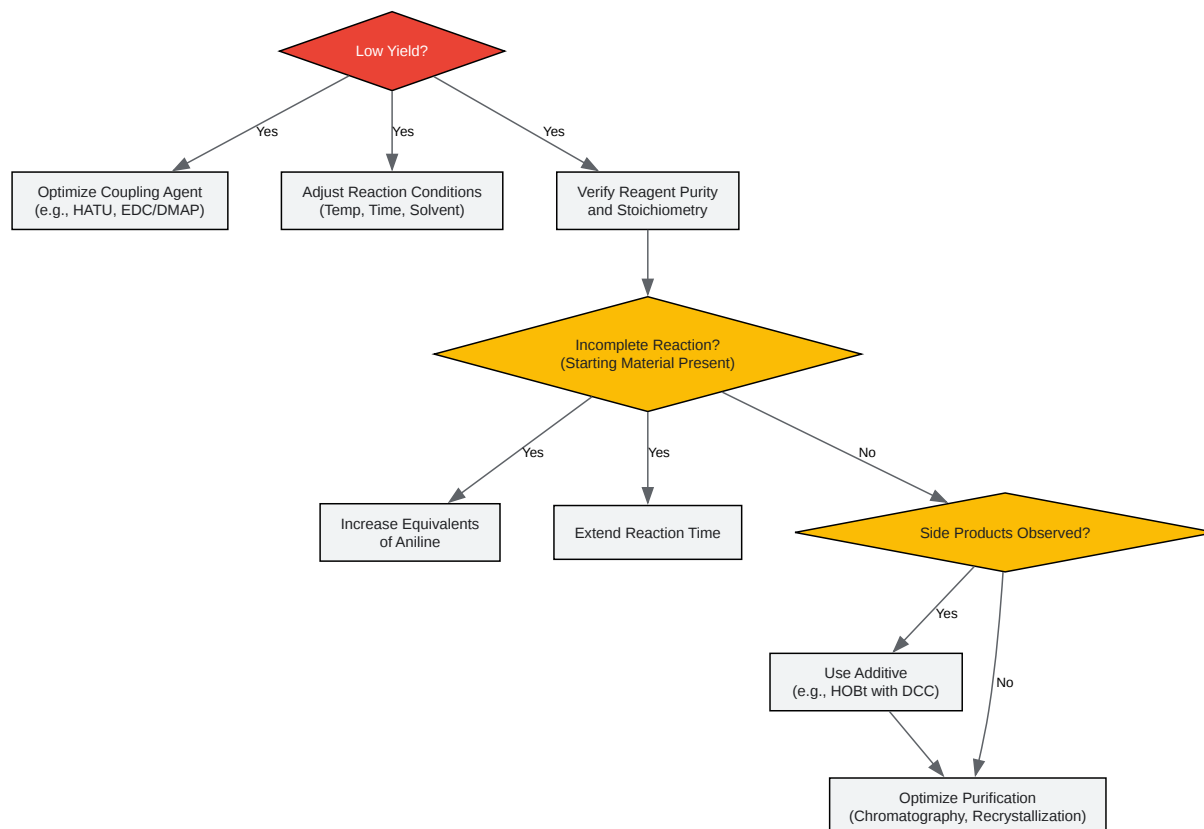 Low Yield?
Yes
Yes
Yes
Optimize Coupling Agent
(e.g., HATU, EDC/DMAP)
Adjust Reaction Conditions
(Temp, Time, Solvent)
Verify Reagent Purity
and Stoichiometry
Incomplete Reaction?
(Starting Material Present)
Yes
Yes
No
Increase Equivalents
of Aniline
Extend Reaction Time
Side Products Observed?
Yes
No
Use Additive
(e.g., HOBt with DCC)
Optimize Purification
(Chromatography, Recrystallization)